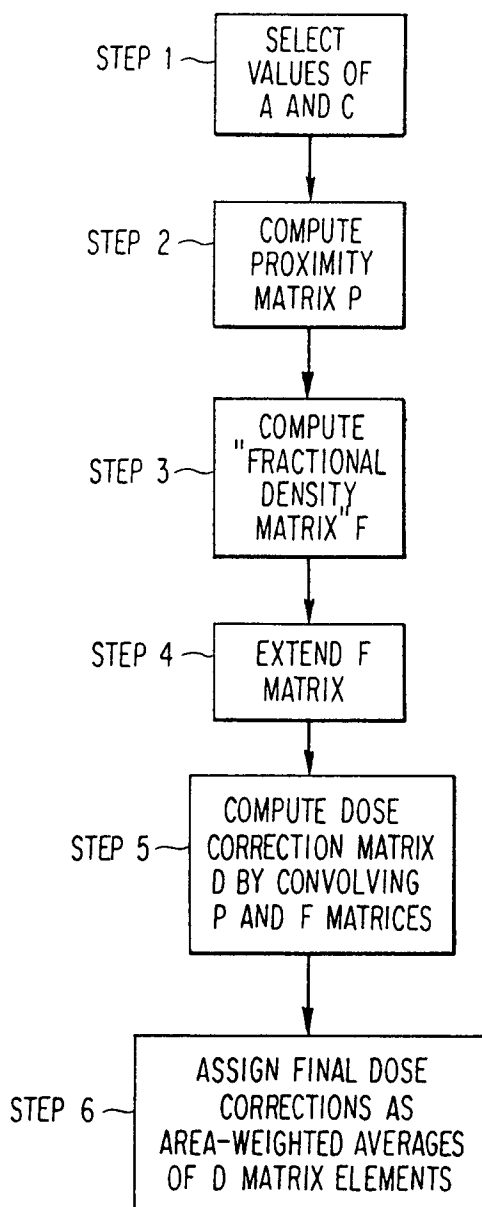 STEP 1
SELECT
VALUES OF
A AND C
STEP 2
COMPUTE
PROXIMITY
MATRIX P
STEP 3
COMPUTE
"FRACTIONAL
DENSITY
MATRIX" F
STEP 4
EXTEND F
MATRIX
STEP 5
COMPUTE DOSE
CORRECTION MATRIX
D BY CONVOLVING
P AND F MATRICES
STEP 6
ASSIGN FINAL DOSE
CORRECTIONS AS
AREA-WEIGHTED AVERAGES
OF D MATRIX ELEMENTS